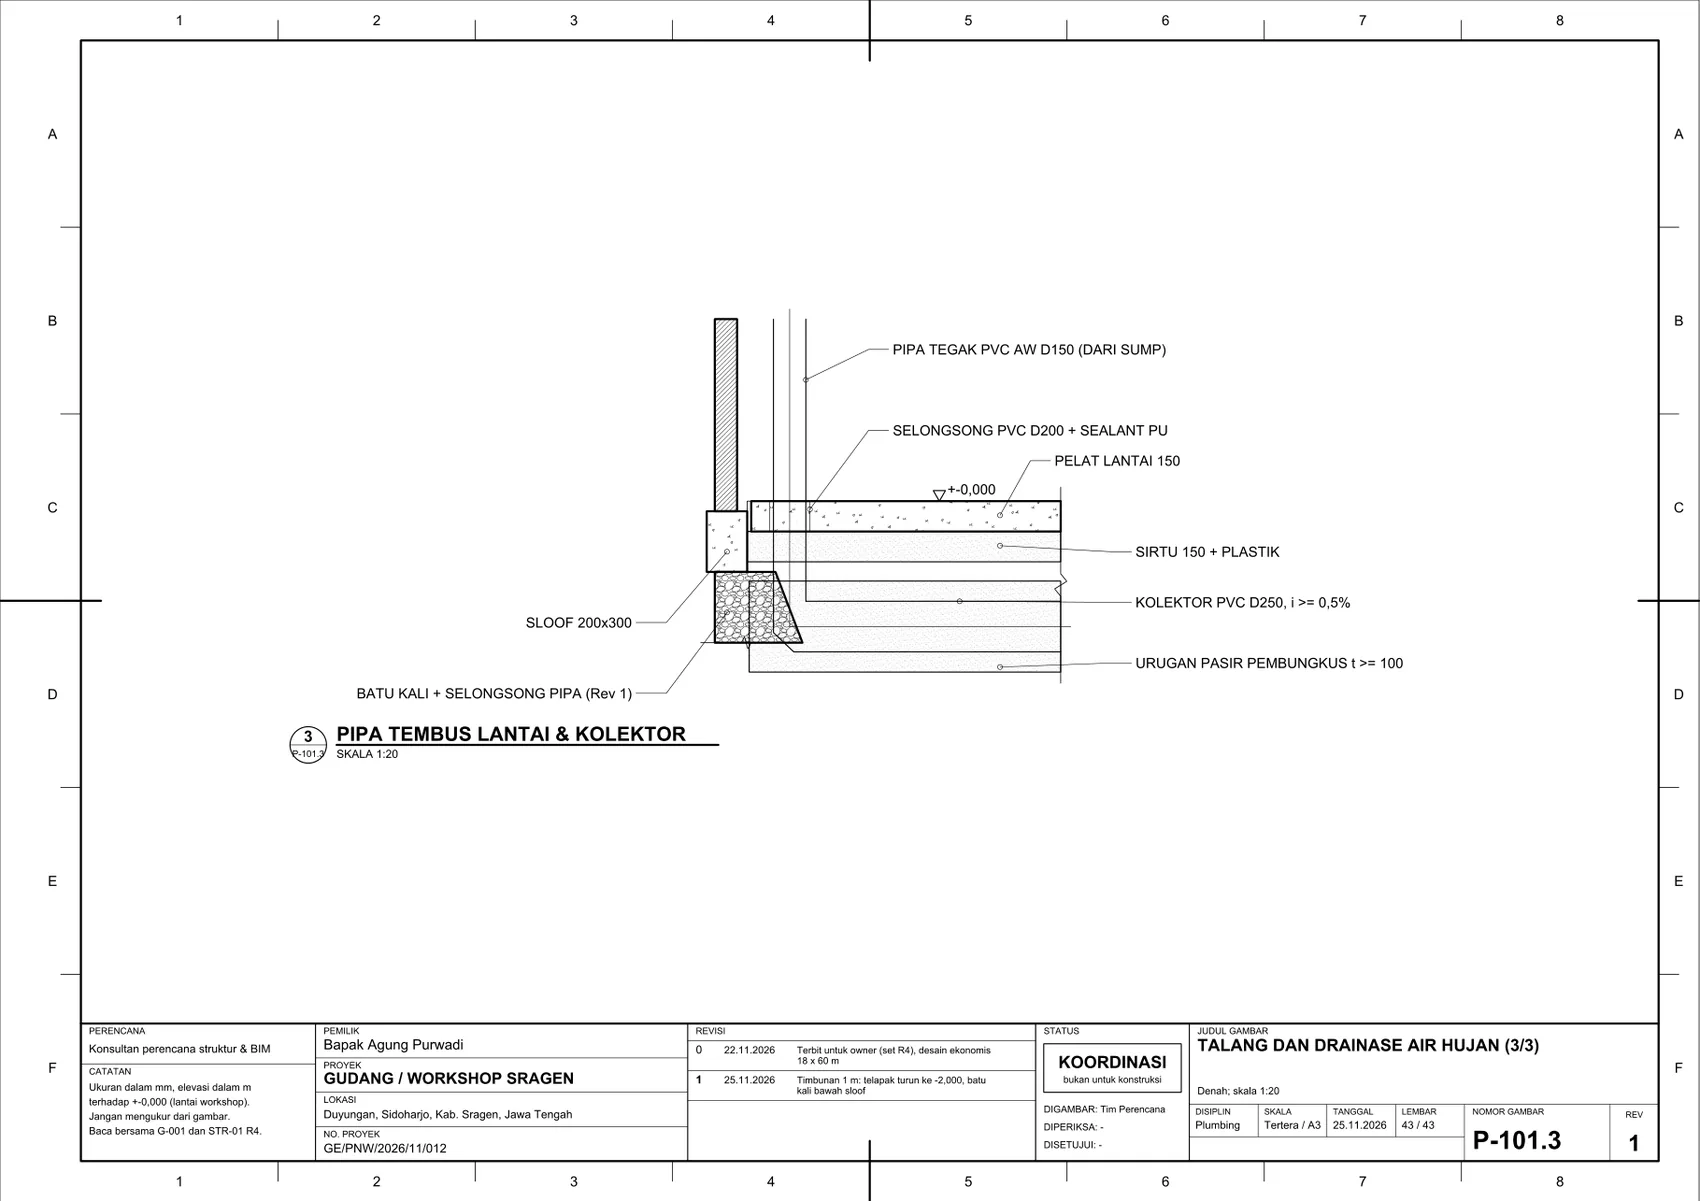 1 2 3 4 5 6 7 8
A A
B B
C C
D D
E E
F F
PIPA TEGAK PVC AW D150 (DARI SUMP)
SELONGSONG PVC D200 + SEALANT PU
PELAT LANTAI 150
+-0,000
SIRTU 150 + PLASTIK
KOLEKTOR PVC D250, i >= 0,5%
SLOOF 200x300
URUGAN PASIR PEMBUNGKUS t >= 100
BATU KALI + SELONGSONG PIPA (Rev 1)
3
P-101.3
PIPA TEMBUS LANTAI & KOLEKTOR
SKALA 1:20
PERENCANA
Konsultan perencana struktur & BIM
CATATAN
Ukuran dalam mm, elevasi dalam m
terhadap +-0,000 (lantai workshop).
Jangan mengukur dari gambar.
Baca bersama G-001 dan STR-01 R4.
PEMILIK
Bapak Agung Purwadi
PROYEK
GUDANG / WORKSHOP SRAGEN
LOKASI
Duyungan, Sidoharjo, Kab. Sragen, Jawa Tengah
NO. PROYEK
GE/PNW/2026/11/012
REVISI
0 22.11.2026 Terbit untuk owner (set R4), desain ekonomis
18 x 60 m
1 25.11.2026 Timbunan 1 m: telapak turun ke -2,000, batu
kali bawah sloof
STATUS
KOORDINASI
bukan untuk konstruksi
DIGAMBAR: Tim Perencana
DIPERIKSA: -
DISETUJUI: -
JUDUL GAMBAR
TALANG DAN DRAINASE AIR HUJAN (3/3)
Denah; skala 1:20
DISIPLIN
Plumbing
SKALA
Tertera / A3
TANGGAL
25.11.2026
LEMBAR
43 / 43
NOMOR GAMBAR
P-101.3
REV
1
1 2 3 4 5 6 7 8